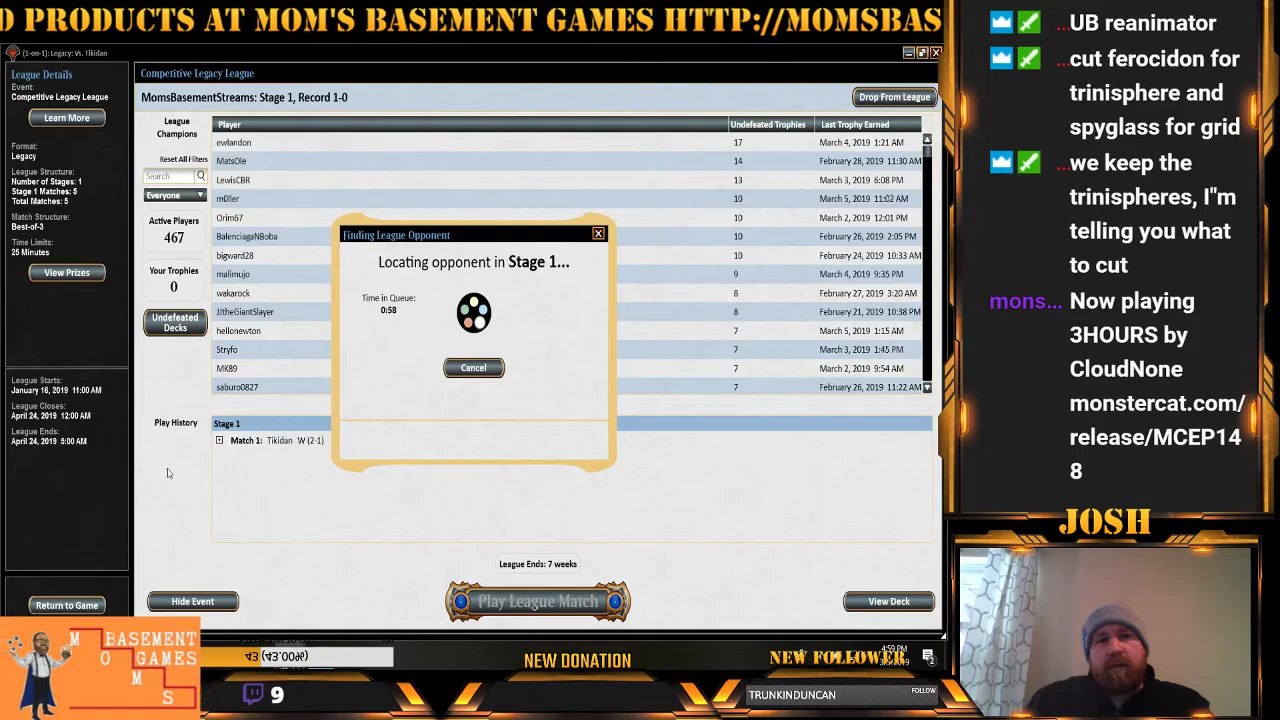 D PRODUCTS AT MOM'S BASEMENT GAMES HTTP://MOMSBAS
(1-on-1): Legacy: Vs. Tikidan
League Details
Event:
Competitive Legacy League
Learn More
Format:
Legacy
League Structure:
Number of Stages: 1
Stage 1 Matches: 5
Total Matches: 5
Match Structure:
Best-of-3
Time Limits:
25 Minutes
View Prizes
League Starts:
January 16, 2019 11:00 AM
League Closes:
April 24, 2019 12:00 AM
League Ends:
April 24, 2019 5:00 AM
Return to Game
Competitive Legacy League
MomsBasementStreams: Stage 1, Record 1-0
Drop From League
League Champions
Reset All Filters
Search
Everyone
Active Players
467
Your Trophies
0
Undefeated Decks
Player Undefeated Trophies Last Trophy Earned
ewlandon 17 March 4, 2019 1:21 AM
MatsOle 14 February 28, 2019 11:30 AM
LewisCBR 13 March 3, 2019 6:08 PM
m0ller 10 March 5, 2019 11:02 AM
Orim67 10 March 2, 2019 12:01 PM
BalenciagaNBoba 10 February 26, 2019 2:05 PM
bigward28 10 February 24, 2019 10:33 AM
malimujo 9 March 4, 2019 9:35 PM
wakarock 8 February 27, 2019 3:20 AM
JJtheGiantSlayer 8 February 21, 2019 10:38 PM
hellonewton 7 March 5, 2019 1:15 AM
Stryfo 7 March 3, 2019 1:45 PM
MK89 7 March 2, 2019 9:54 AM
saburo0827 7 February 26, 2019 11:22 AM
Finding League Opponent
Locating opponent in Stage 1...
Time in Queue:
0:58
Cancel
Play History
Stage 1
Match 1: Tikidan W (2-1)
League Ends: 7 weeks
Hide Event
Play League Match
View Deck
...UB reanimator
...cut ferocidon for
trinisphere and
spyglass for grid
...we keep the
trinispheres, I"m
telling you what
to cut
mons... Now playing
3HOURS by
CloudNone
monstercat.com/
release/MCEP14
8
JOSH
M BASEMENT
O GAMES
M
S
43 (43.00%)
NEW DONATION
NEW FOLLOWER
4:59 PM
2
9
TRUNKINDUNCAN
FOLLOW